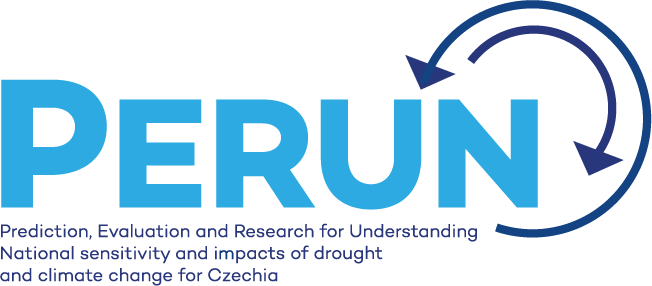 PERUN
Prediction, Evaluation and Research for Understanding
National sensitivity and impacts of drought
and climate change for Czechia